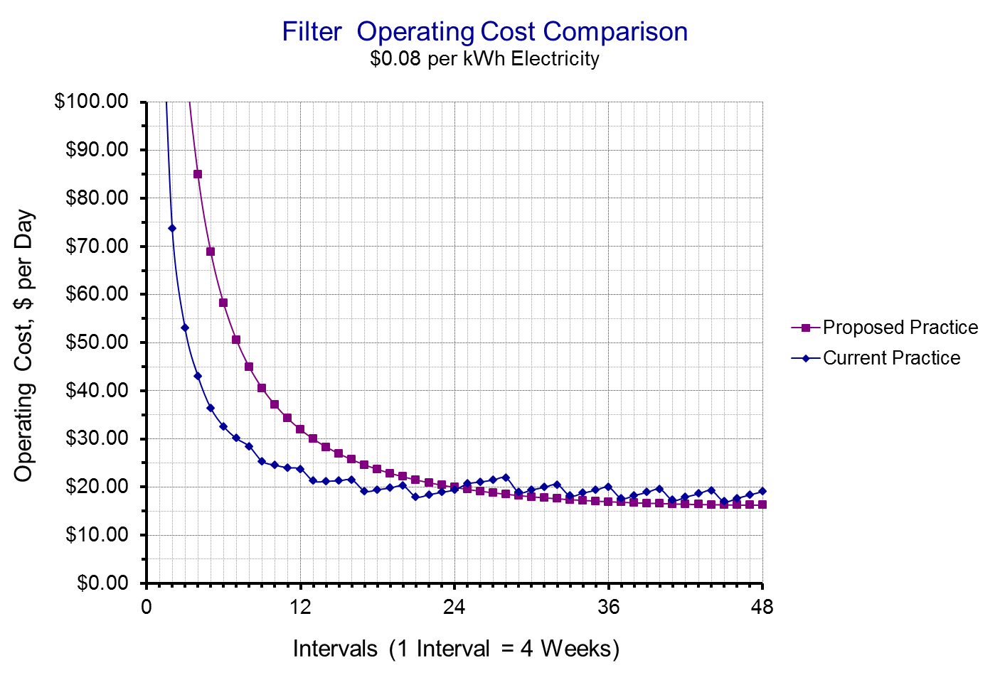 Filter Operating Cost Comparison
$0.08 per kWh Electricity
$100.00
$90.00
$80.00
$70.00
$60.00
$50.00
$40.00
$30.00
$20.00
$10.00
$0.00
Operating Cost, $ per Day
0 12 24 36 48
Intervals (1 Interval = 4 Weeks)
Proposed Practice
Current Practice